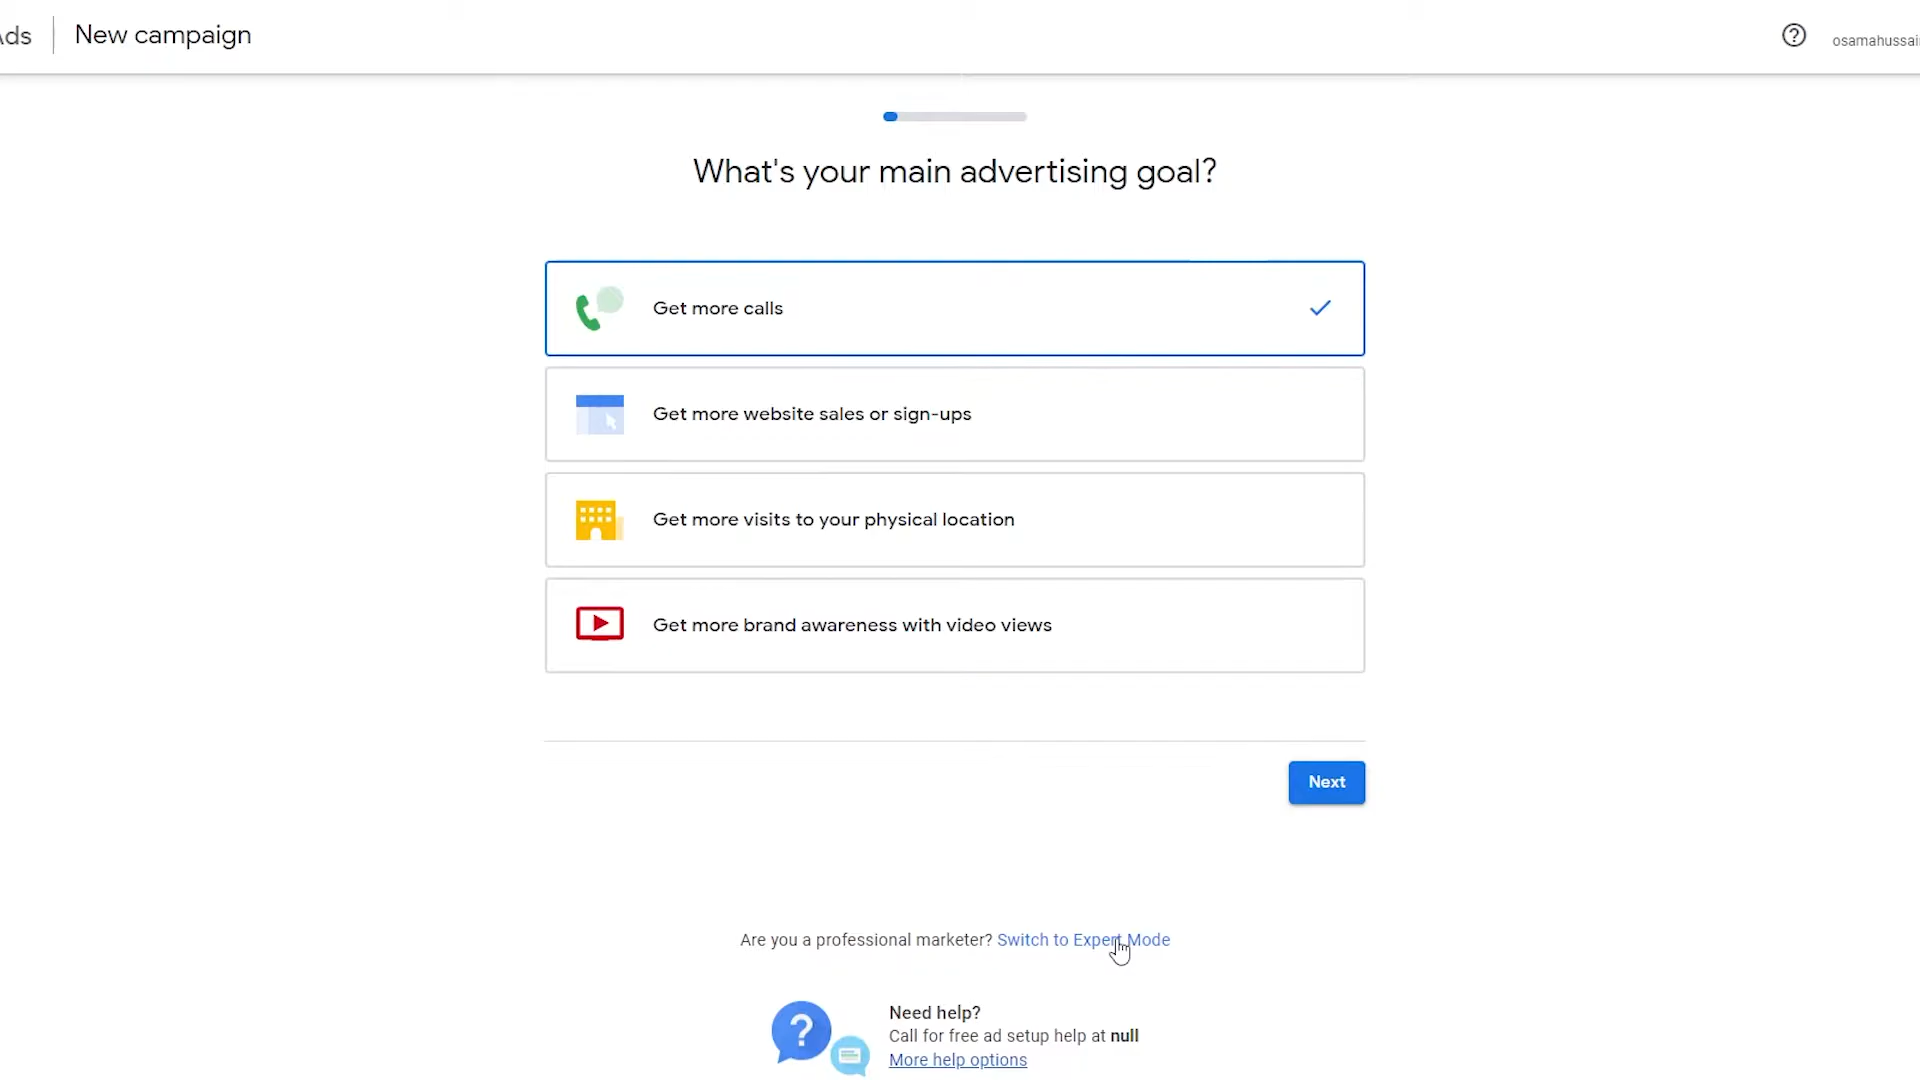 Ads New campaign
?
osamahussai
What's your main advertising goal?
Get more calls
Get more website sales or sign-ups
Get more visits to your physical location
Get more brand awareness with video views
Next
Are you a professional marketer? Switch to Expert Mode
?
Need help?
Call for free ad setup help at null
More help options